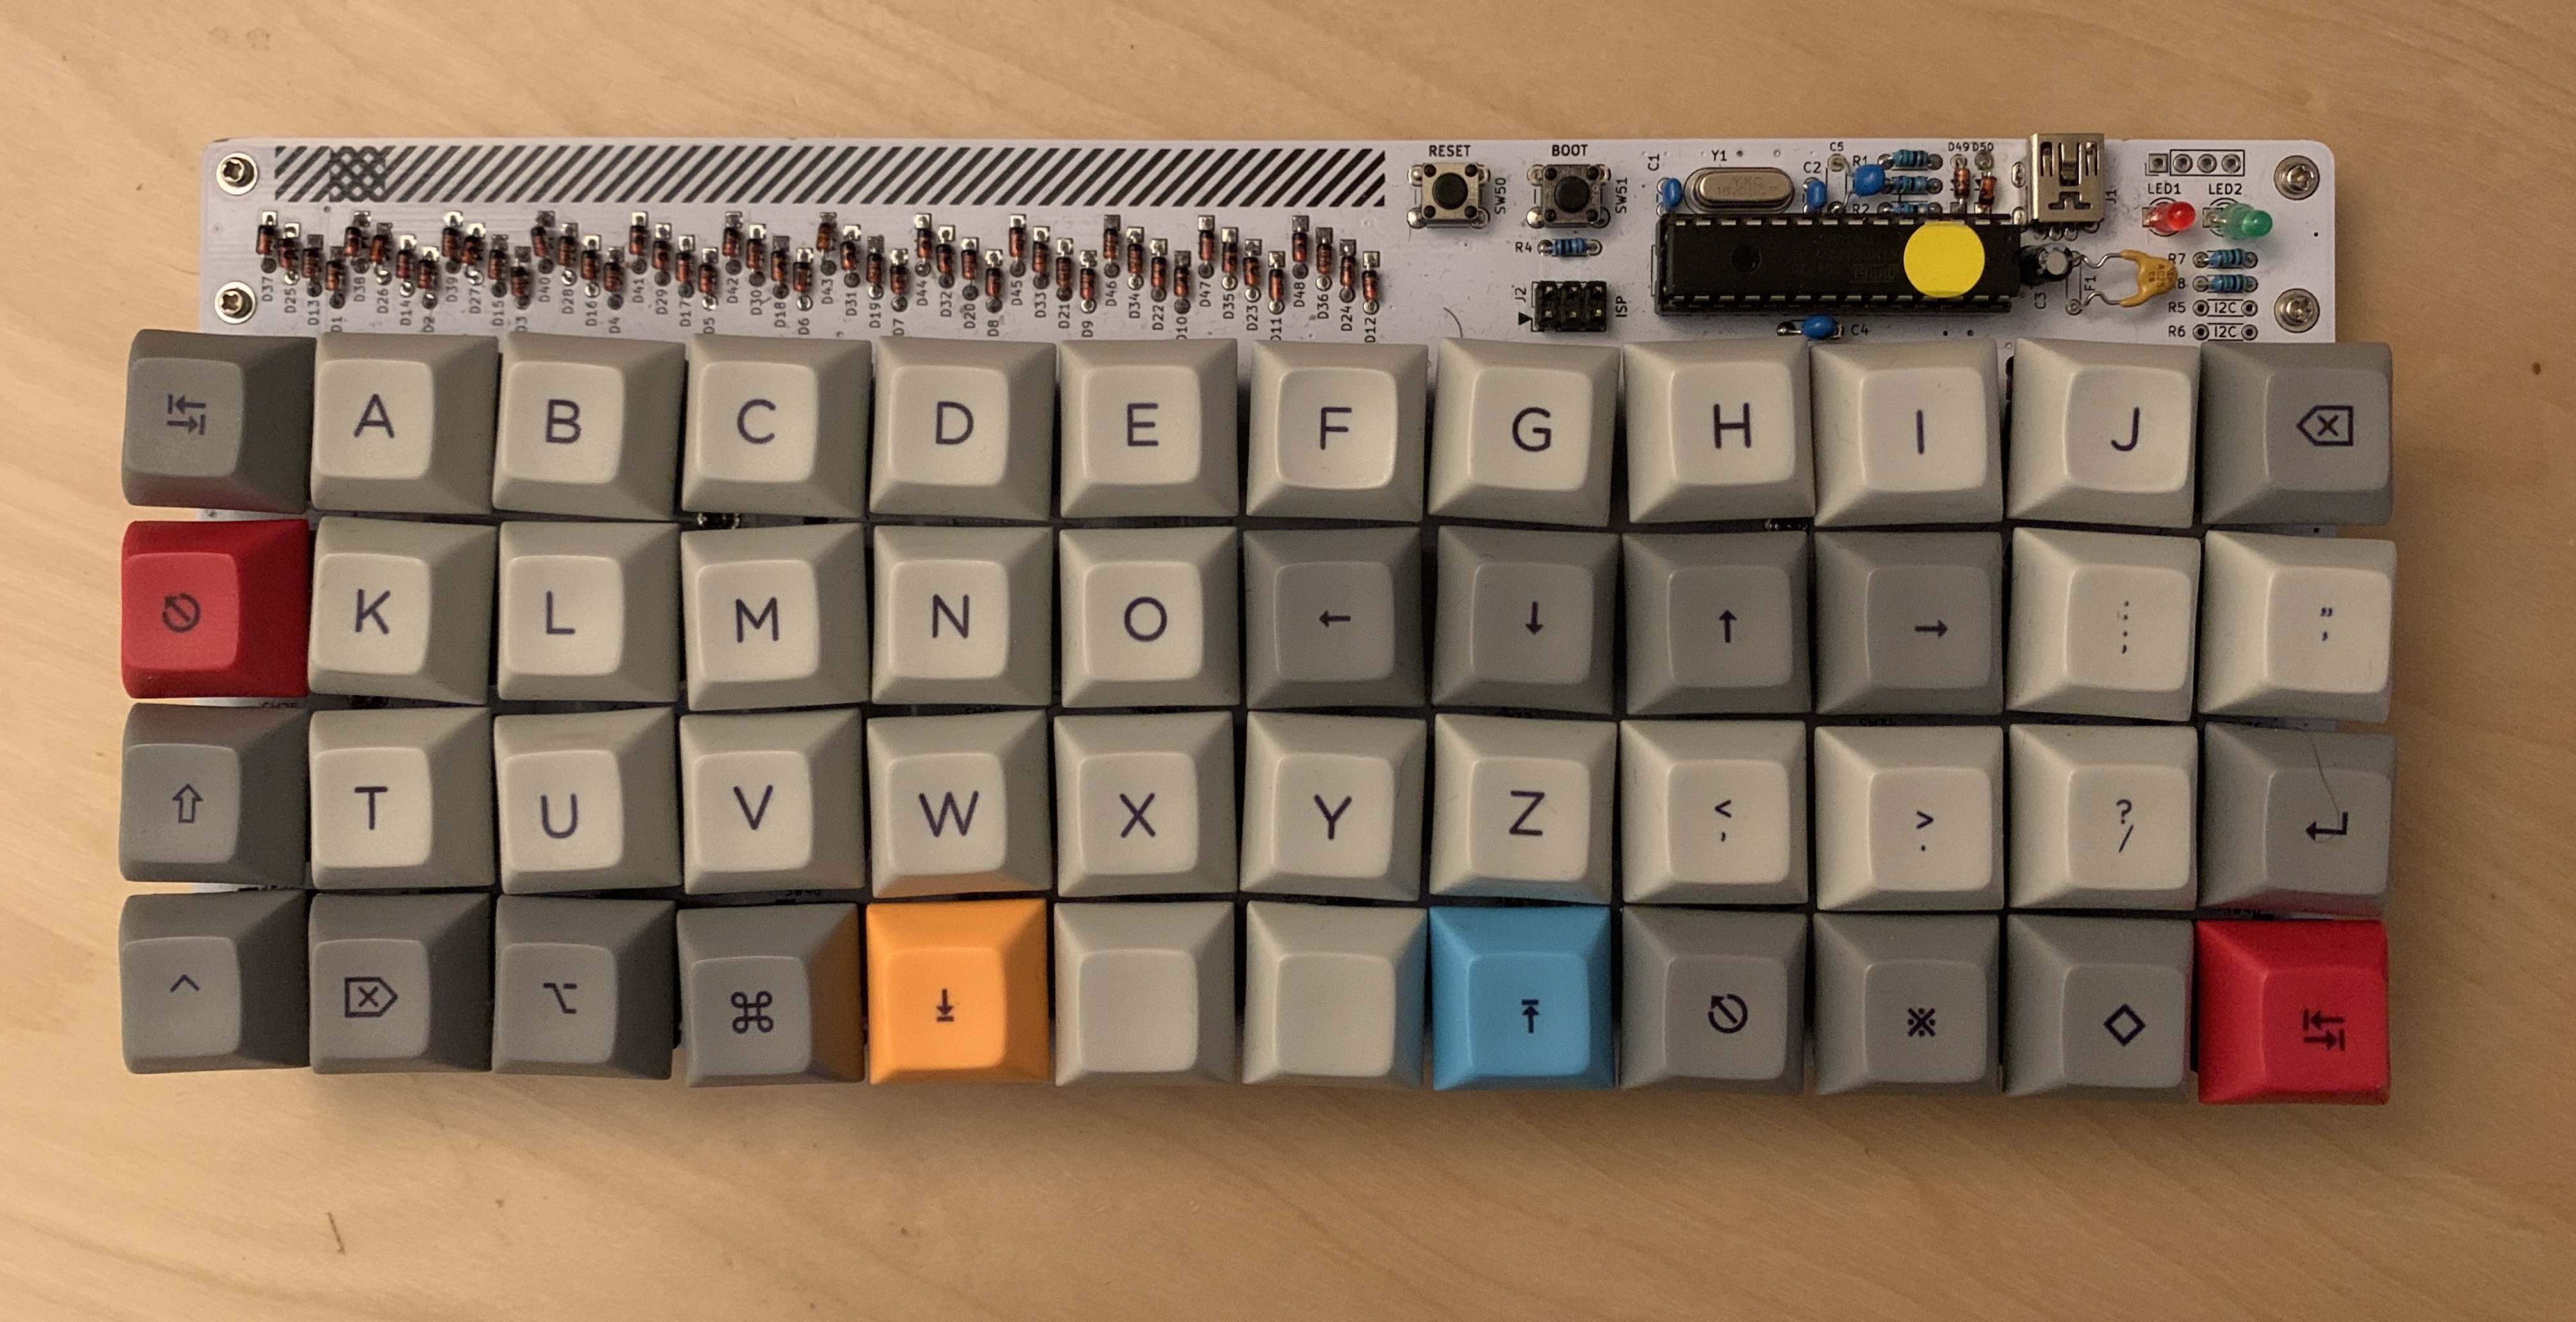 RESET BOOT C1 Y1 C2 C5 R1 D49 D50 J1
SW50 SW51 R2 LED1 LED2
R4 R7
J2 ISP C3 F1 R8
R5 I2C
C4 R6 I2C
D37 D25 D13 D1 D38 D26 D14 D2 D39 D27 D15 D3 D40 D28 D16 D4 D41 D29 D17 D5 D42 D30 D18 D6 D43 D31 D19 D7 D44 D32 D20 D8 D45 D33 D21 D9 D46 D34 D22 D10 D47 D35 D23 D11 D48 D36 D24 D12
A B C D E F G H I J
K L M N O ← ↓ ↑ → : ; " '
⇧ T U V W X Y Z < , > . ? /
^ ⌥ ⌘ ※ ◇